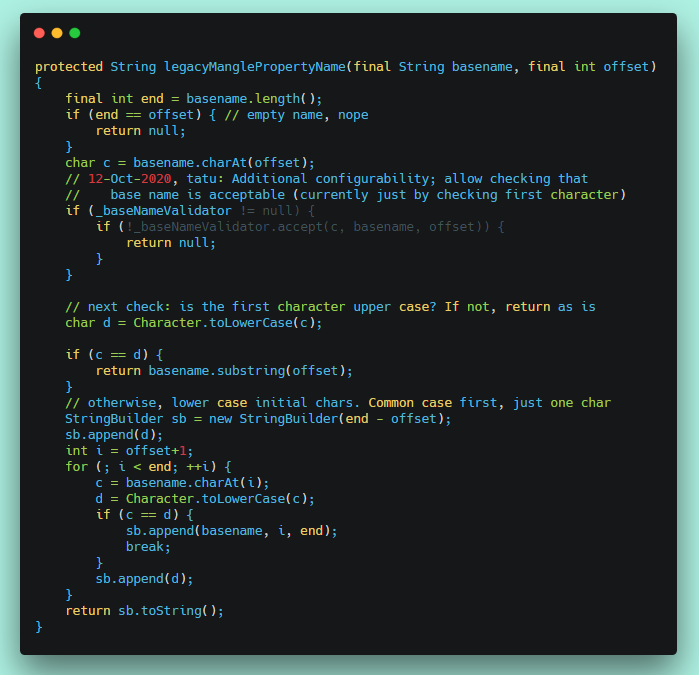 protected String legacyManglePropertyName(final String basename, final int offset)
{
    final int end = basename.length();
    if (end == offset) { // empty name, nope
        return null;
    }
    char c = basename.charAt(offset);
    // 12-Oct-2020, tatu: Additional configurability; allow checking that
    //    base name is acceptable (currently just by checking first character)
    if (_baseNameValidator != null) {
        if (!_baseNameValidator.accept(c, basename, offset)) {
            return null;
        }
    }

    // next check: is the first character upper case? If not, return as is
    char d = Character.toLowerCase(c);

    if (c == d) {
        return basename.substring(offset);
    }
    // otherwise, lower case initial chars. Common case first, just one char
    StringBuilder sb = new StringBuilder(end - offset);
    sb.append(d);
    int i = offset+1;
    for (; i < end; ++i) {
        c = basename.charAt(i);
        d = Character.toLowerCase(c);
        if (c == d) {
            sb.append(basename, i, end);
            break;
        }
        sb.append(d);
    }
    return sb.toString();
}